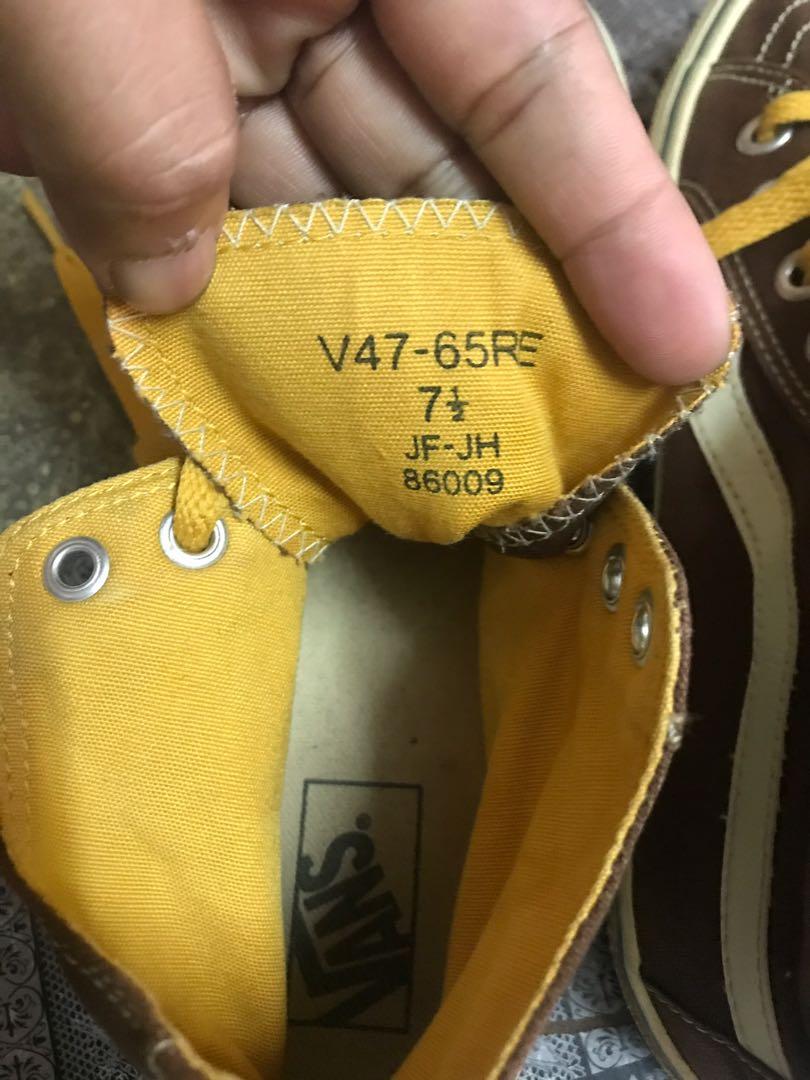 V47-65RE
7½
JF-JH
86009
VANS®